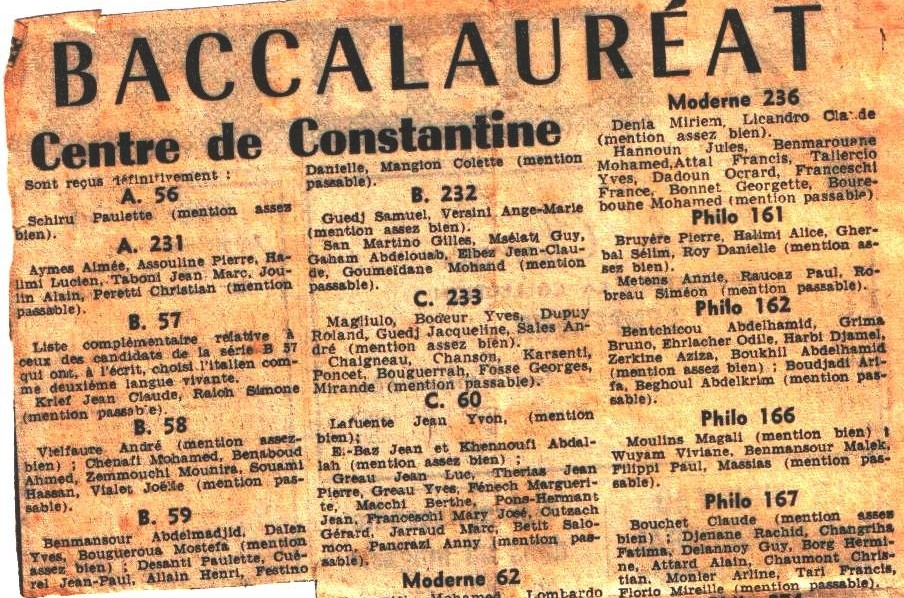 BACCALAURÉAT
Centre de Constantine
Sont reçus définitivement :
A. 56
Schiru Paulette (mention assez
bien).
A. 231
Aymes Aimée, Assouline Pierre, Ha-
limi Lucien, Taboni Jean Marc, Jou-
lin Alain, Peretti Christian (mention
passable).
B. 57
Liste complémentaire relative à
ceux des candidats de la série B 57
qui ont, à l'écrit, choisi l'italien com-
me deuxième langue vivante.
Krief Jean Claude, Raich Simone
(mention passable).
B. 58
Vielfaure André (mention assez-
bien) ; Chenafi Mohamed, Benaboud
Ahmed, Zemmouchi Mounira, Souami
Hassan, Vialet Joëlle (mention pas-
sable).
B. 59
Benmansour Abdelmadjid, Dalen
Yves, Bougueroua Mostefa (mention
assez bien) ; Desanti Paulette, Cué-
rel Jean-Paul, Allain Henri, Festino
Danielle, Mangion Colette (mention
passable).
B. 232
Guedj Samuel, Versini Ange-Marie
(mention assez bien).
San Martino Gilles, Msélati Guy,
Gaham Abdelouab, Elbez Jean-Clau-
de, Goumeïdane Mohand (mention
passable).
C. 233
Magliulo, Bodeur Yves, Dupuy
Roland, Guedj Jacqueline, Sales An-
dré (mention assez bien).
Chaigneau, Chanson, Karsenti,
Poncet, Bouguerrah, Fosse Georges,
Mirande (mention passable).
C. 60
Lafuente Jean Yvon, (mention
bien);
El-Baz Jean et Khennoufi Abdal-
lah (mention assez bien) ;
Greau Jean Luc, Therias Jean
Pierre, Greau Yves, Fénech Margueri-
te, Macchi Berthe, Pons-Hermant
Jean, Franceschi Mary José, Cutzach
Gérard, Jarraud Marc, Betit Salo-
mon, Pancrazi Anny (mention pas-
sable).
Moderne 62
Mohamed Lombardo
Moderne 236
Denia Miriem, Licandro Claude
(mention assez bien).
Hannoun Jules, Benmarouane
Mohamed, Attal Francis, Taliercio
Yves, Dadoun Ocrard, Franceschi
France, Bonnet Georgette, Boure-
boune Mohamed (mention passable)
Philo 161
Bruyère Pierre, Halimi Alice, Gher-
bal Sélim, Roy Danielle (mention as-
sez bien).
Metens Annie, Raucaz Paul, Ro-
breau Siméon (mention passable).
Philo 162
Bentchicou Abdelhamid, Grima
Bruno, Ehrlacher Odile, Harbi Djamel,
Zerkine Aziza, Boukhil Abdelhamid
(mention assez bien) ; Boudjadi Ari-
fa, Beghoul Abdelkrim (mention pas-
sable).
Philo 166
Moulins Magali (mention bien) ;
Wuyam Viviane, Benmansour Malek,
Filippi Paul, Massias (mention pas-
sable).
Philo 167
Bouchet Claude (mention assez
bien) ; Djenane Rachid, Changriha
Fatima, Delannoy Guy, Borg Hermi-
ne, Attard Alain, Chaumont Chris-
tian, Monier Arline, Tari Francis,
Florio Mireille (mention passable).